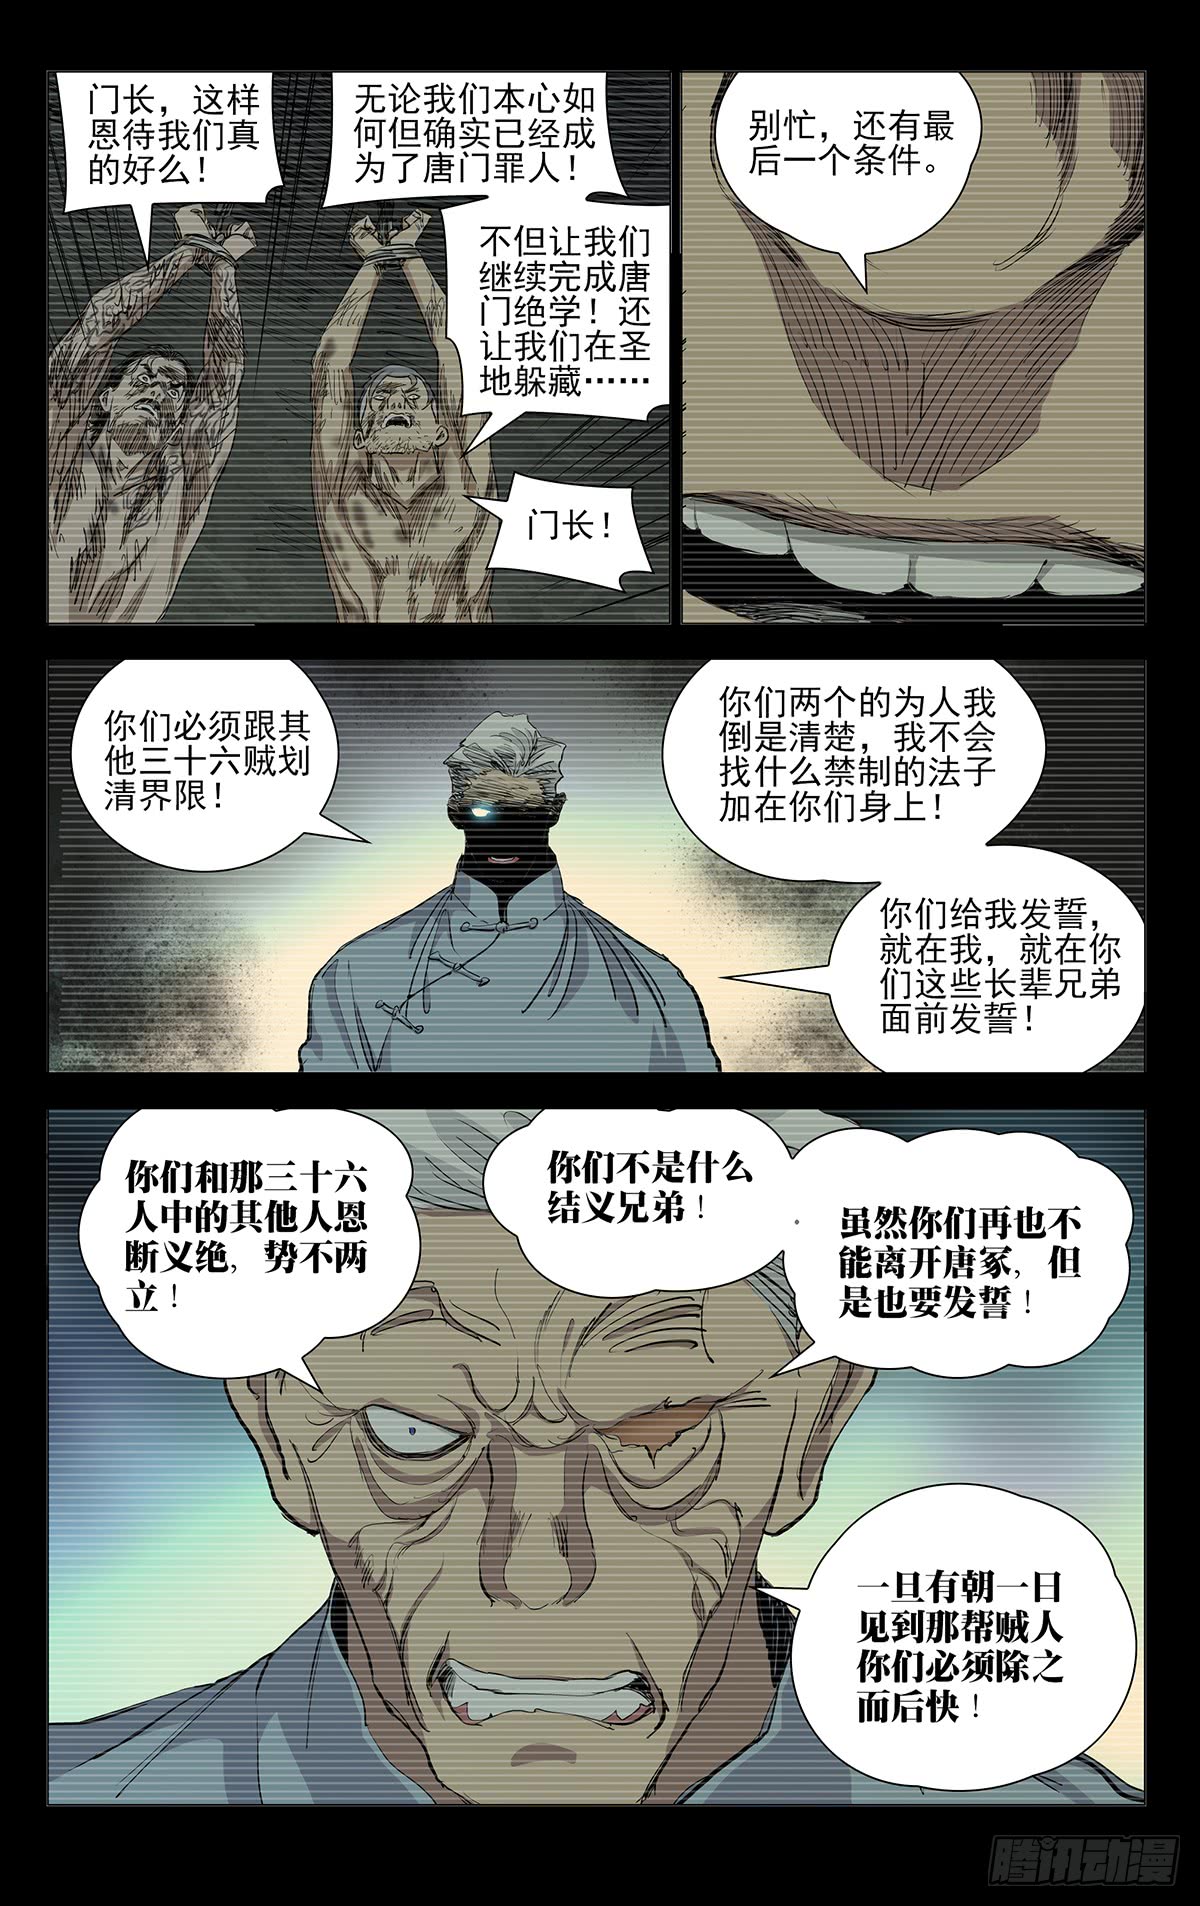 门长，这样
恩待我们真
的好么！
无论我们本心如
何但确实已经成
为了唐门罪人！
不但让我们
继续完成唐
门绝学！还
让我们在圣
地躲藏……
门长！
别忙，还有最
后一个条件。
你们必须跟其
他三十六贼划
清界限！
你们两个的为人我
倒是清楚，我不会
找什么禁制的法子
加在你们身上！
你们给我发誓，
就在我，就在你
们这些长辈兄弟
面前发誓！
你们和那三十六
人中的其他人恩
断义绝，势不两
立！
你们不是什么
结义兄弟！
虽然你们再也不
能离开唐冢，但
是也要发誓！
一旦有朝一日
见到那帮贼人
你们必须除之
而后快！
腾讯动漫